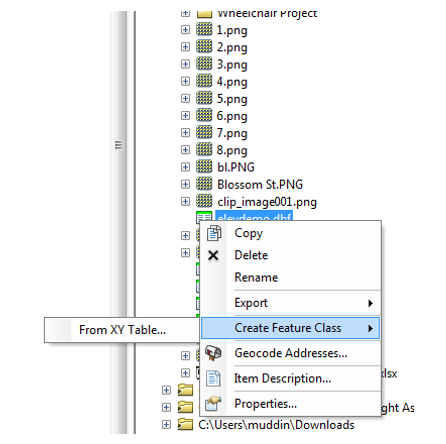 Wheelchair Project
1.png
2.png
3.png
4.png
5.png
6.png
7.png
8.png
bl.PNG
Blossom St.PNG
clip_image001.png
elevdemo.dbf
Copy
Delete
Rename
Export
From XY Table...
Create Feature Class
Geocode Addresses...
Item Description...
xlsx
Properties...
ght As
C:\Users\muddin\Downloads